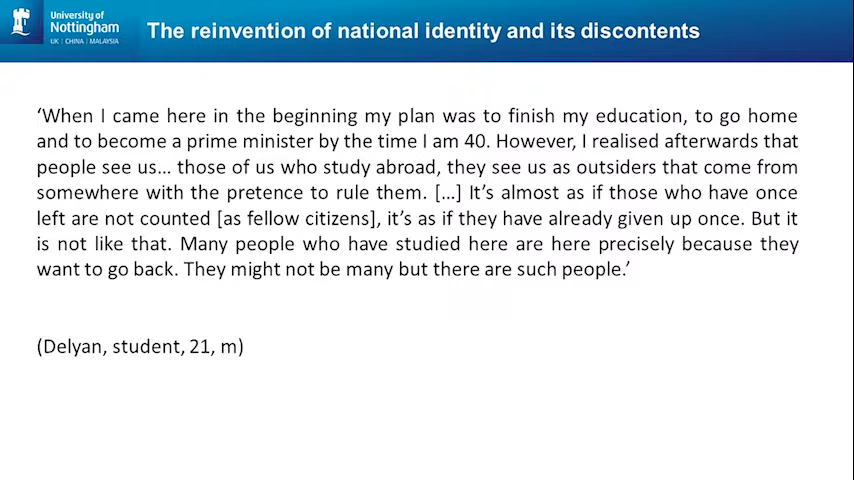 University of
Nottingham
UK | CHINA | MALAYSIA
The reinvention of national identity and its discontents
‘When I came here in the beginning my plan was to finish my education, to go home
and to become a prime minister by the time I am 40. However, I realised afterwards that
people see us… those of us who study abroad, they see us as outsiders that come from
somewhere with the pretence to rule them. […] It’s almost as if those who have once
left are not counted [as fellow citizens], it’s as if they have already given up once. But it
is not like that. Many people who have studied here are here precisely because they
want to go back. They might not be many but there are such people.’
(Delyan, student, 21, m)